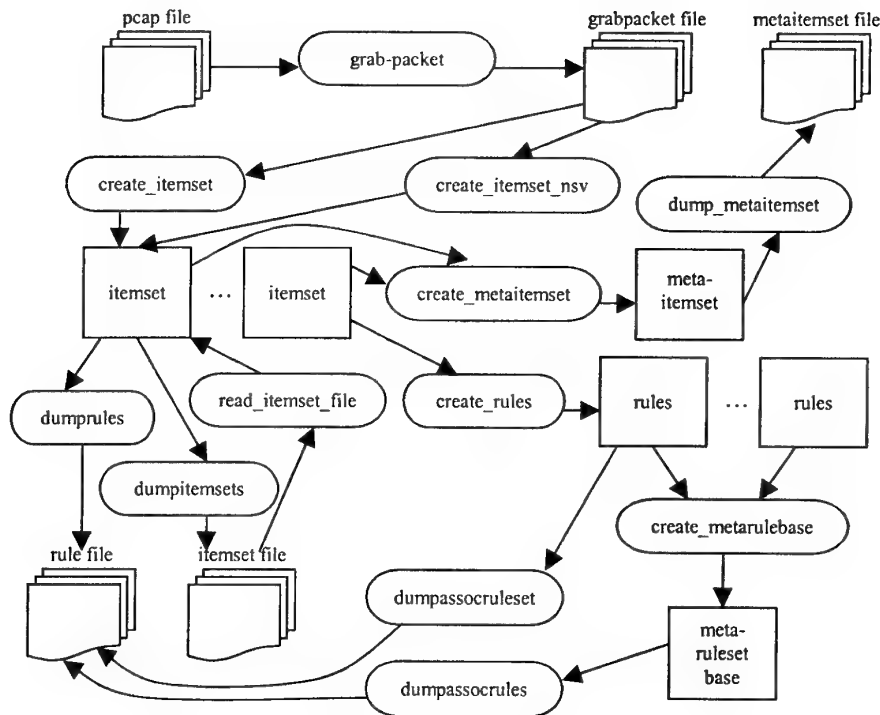 pcap file
grabpacket file
metaitemset file
grab-packet
create_itemset
create_itemset_nsv
dump_metaitemset
itemset
...
itemset
create_metaitemset
meta-
itemset
dumprules
read_itemset_file
create_rules
rules
...
rules
dumpitemsets
create_metarulebase
rule file
itemset file
dumpassocruleset
meta-
ruleset
base
dumpassocrules